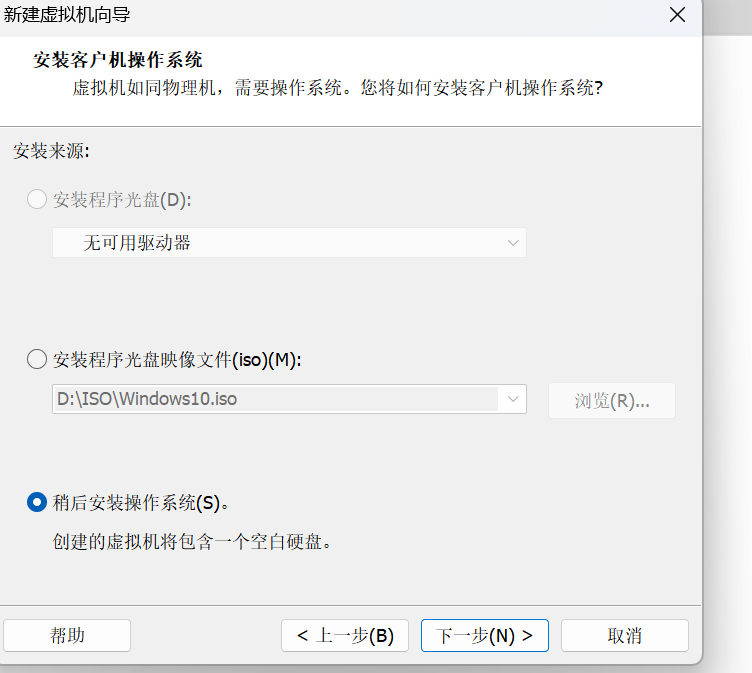 新建虚拟机向导
安装客户机操作系统
虚拟机如同物理机，需要操作系统。您将如何安装客户机操作系统?
安装来源:
安装程序光盘(D):
无可用驱动器
安装程序光盘映像文件(iso)(M):
D:\ISO\Windows10.iso
浏览(R)...
稍后安装操作系统(S)。
创建的虚拟机将包含一个空白硬盘。
帮助
< 上一步(B)
下一步(N) >
取消